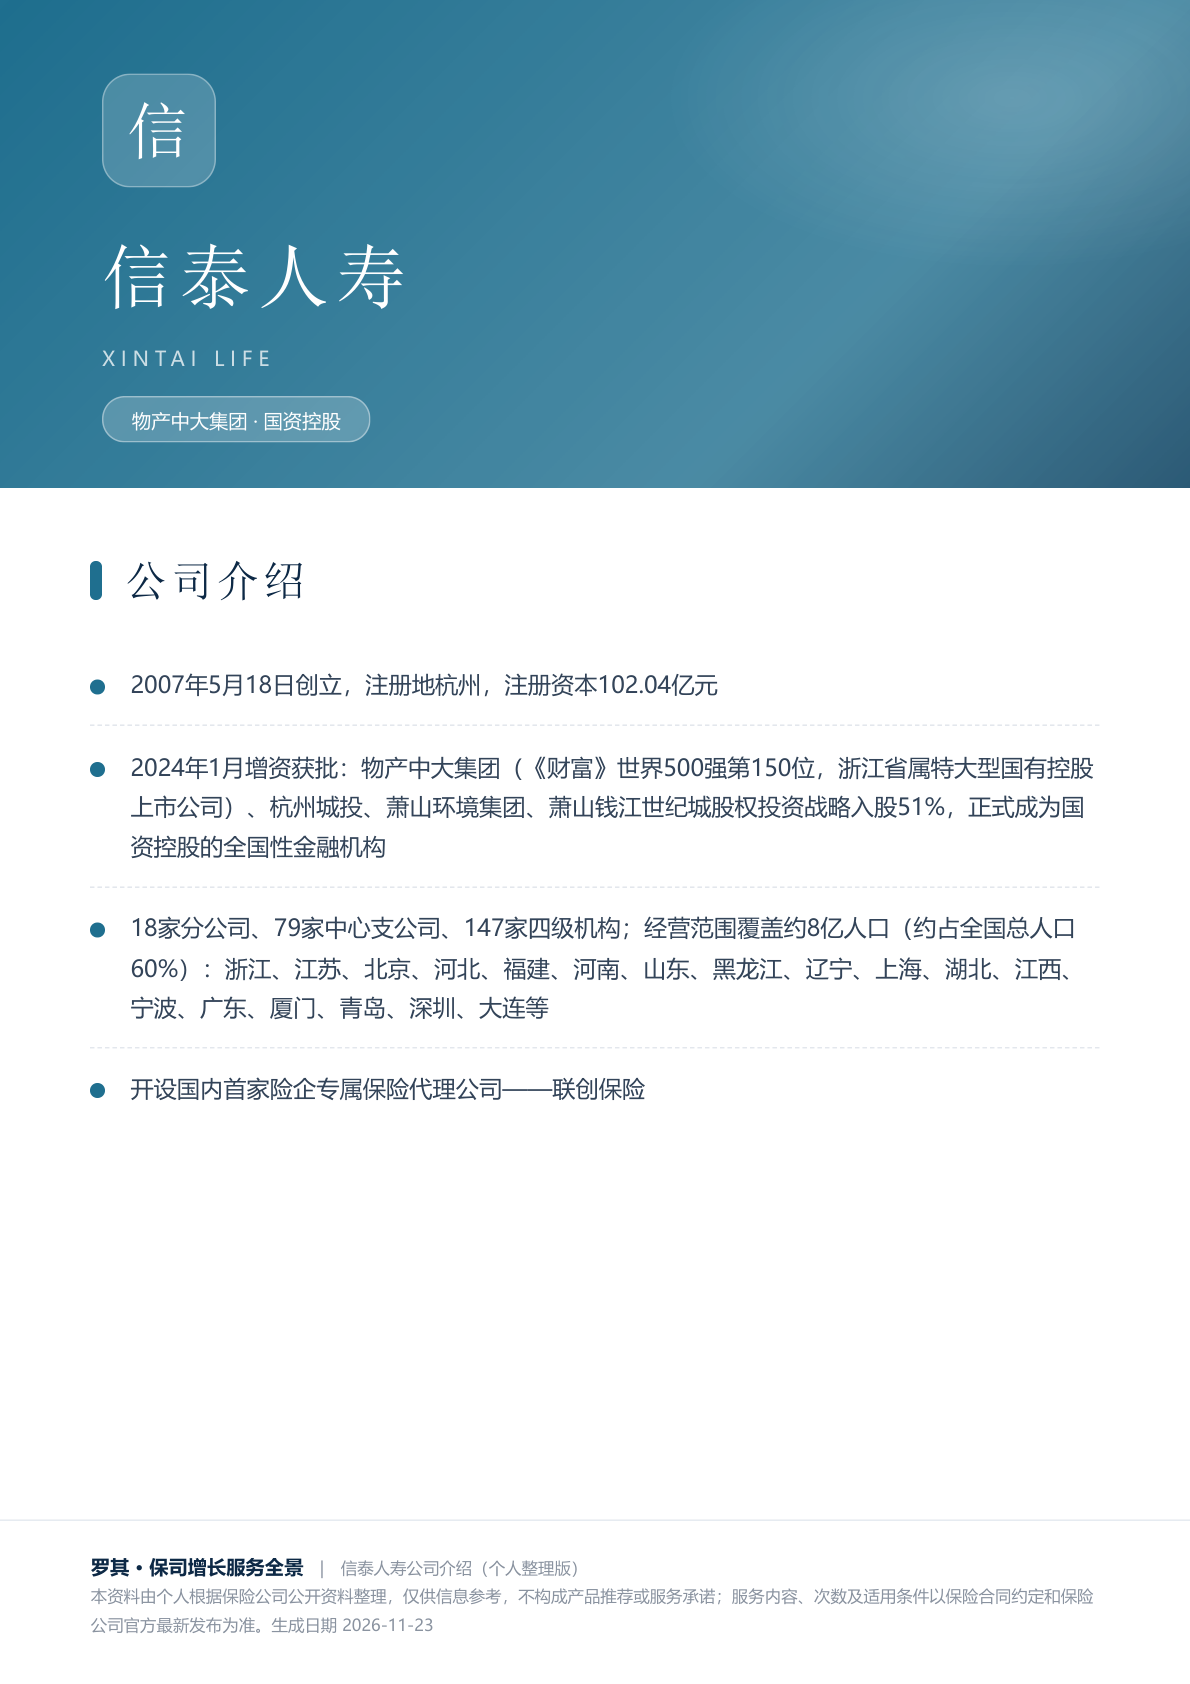 信
信泰人寿
XINTAI LIFE
物产中大集团 · 国资控股
公司介绍
2007年5月18日创立，注册地杭州，注册资本102.04亿元
2024年1月增资获批：物产中大集团（《财富》世界500强第150位，浙江省属特大型国有控股
上市公司）、杭州城投、萧山环境集团、萧山钱江世纪城股权投资战略入股51%，正式成为国
资控股的全国性金融机构
18家分公司、79家中心支公司、147家四级机构；经营范围覆盖约8亿人口（约占全国总人口
60%）：浙江、江苏、北京、河北、福建、河南、山东、黑龙江、辽宁、上海、湖北、江西、
宁波、广东、厦门、青岛、深圳、大连等
开设国内首家险企专属保险代理公司——联创保险
罗其 • 保司增长服务全景 | 信泰人寿公司介绍（个人整理版）
本资料由个人根据保险公司公开资料整理，仅供信息参考，不构成产品推荐或服务承诺；服务内容、次数及适用条件以保险合同约定和保险
公司官方最新发布为准。生成日期 2026-11-23